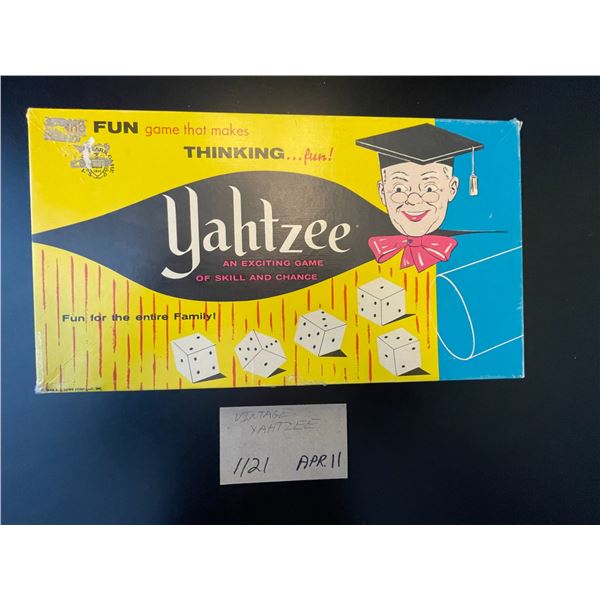 The FUN game that makes
THINKING...fun!
Yahtzee
AN EXCITING GAME
OF SKILL AND CHANCE
Fun for the entire Family!
VINTAGE
YAHTZEE
1121 APR. 11